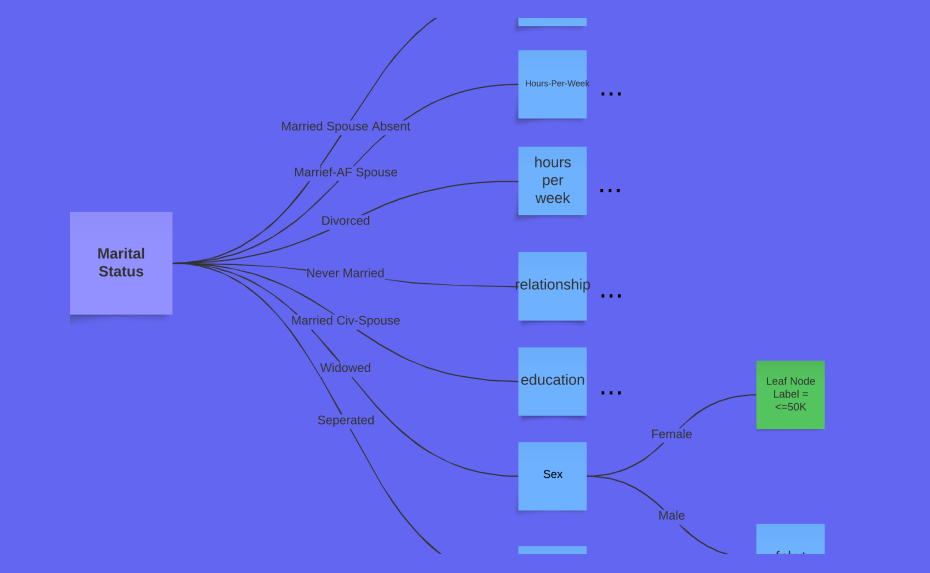 Hours-Per-Week
...
Married Spouse Absent
Marrief-AF Spouse
hours
per
week
...
Divorced
Marital
Status
Never Married
relationship
...
Married Civ-Spouse
Widowed
education
...
Leaf Node
Label =
<=50K
Seperated
Female
Sex
Male